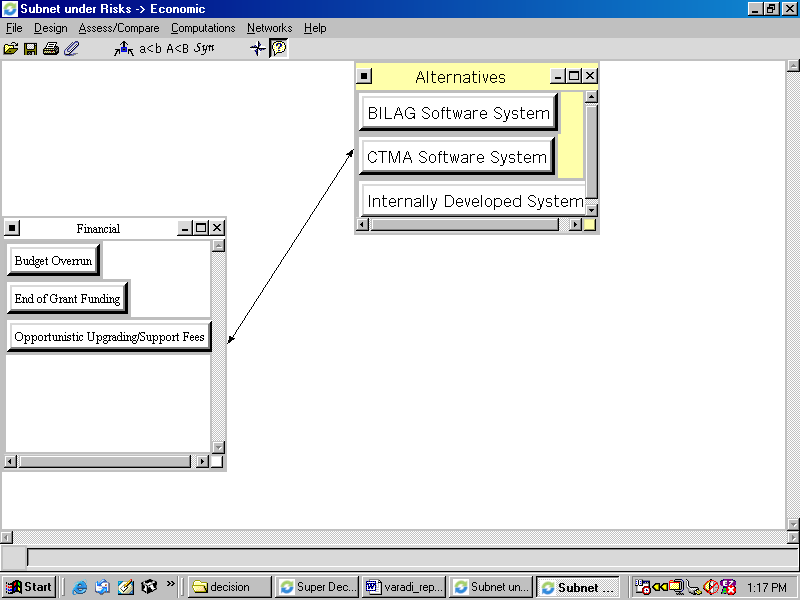 Subnet under Risks -> Economic
File Design Assess/Compare Computations Networks Help
a<b A<B Syn
Alternatives
BILAG Software System
CTMA Software System
Internally Developed System
Financial
Budget Overrun
End of Grant Funding
Opportunistic Upgrading/Support Fees
Start decision Super Dec... varadi_rep... Subnet un... Subnet ... 1:17 PM